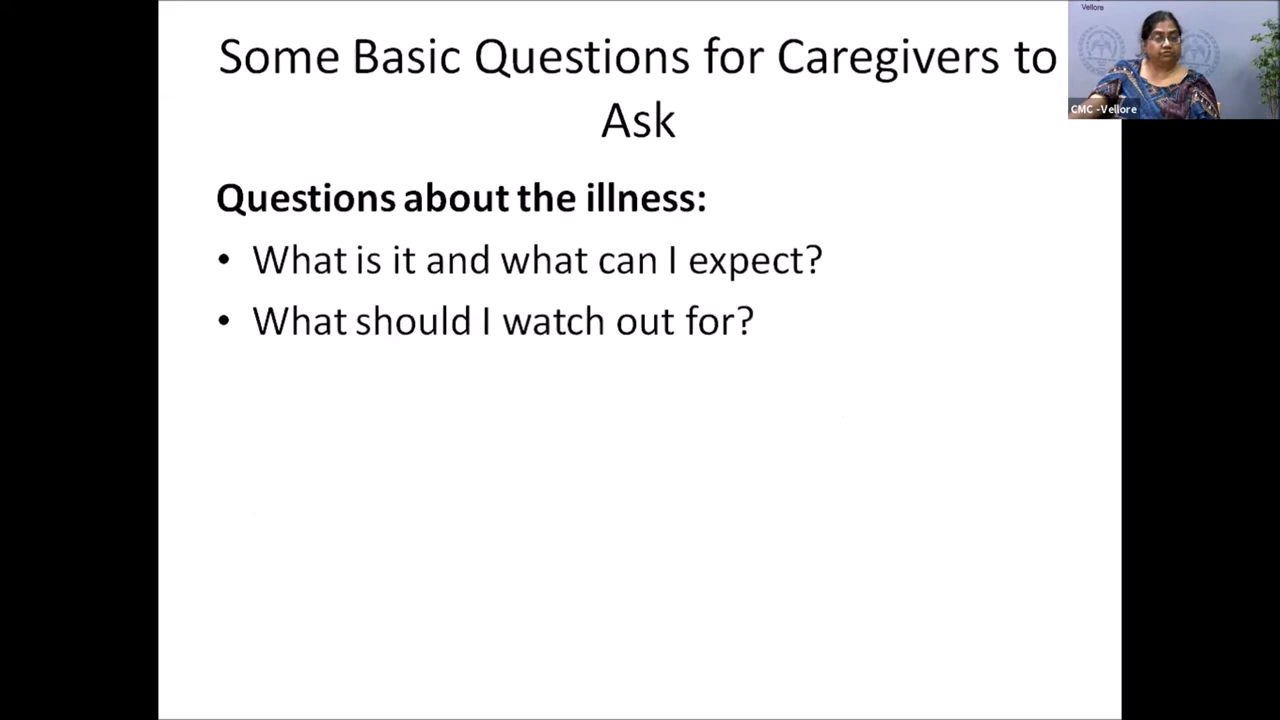 Some Basic Questions for Caregivers to
Ask
Questions about the illness:
• What is it and what can I expect?
• What should I watch out for?
Vellore
CMC -Vellore